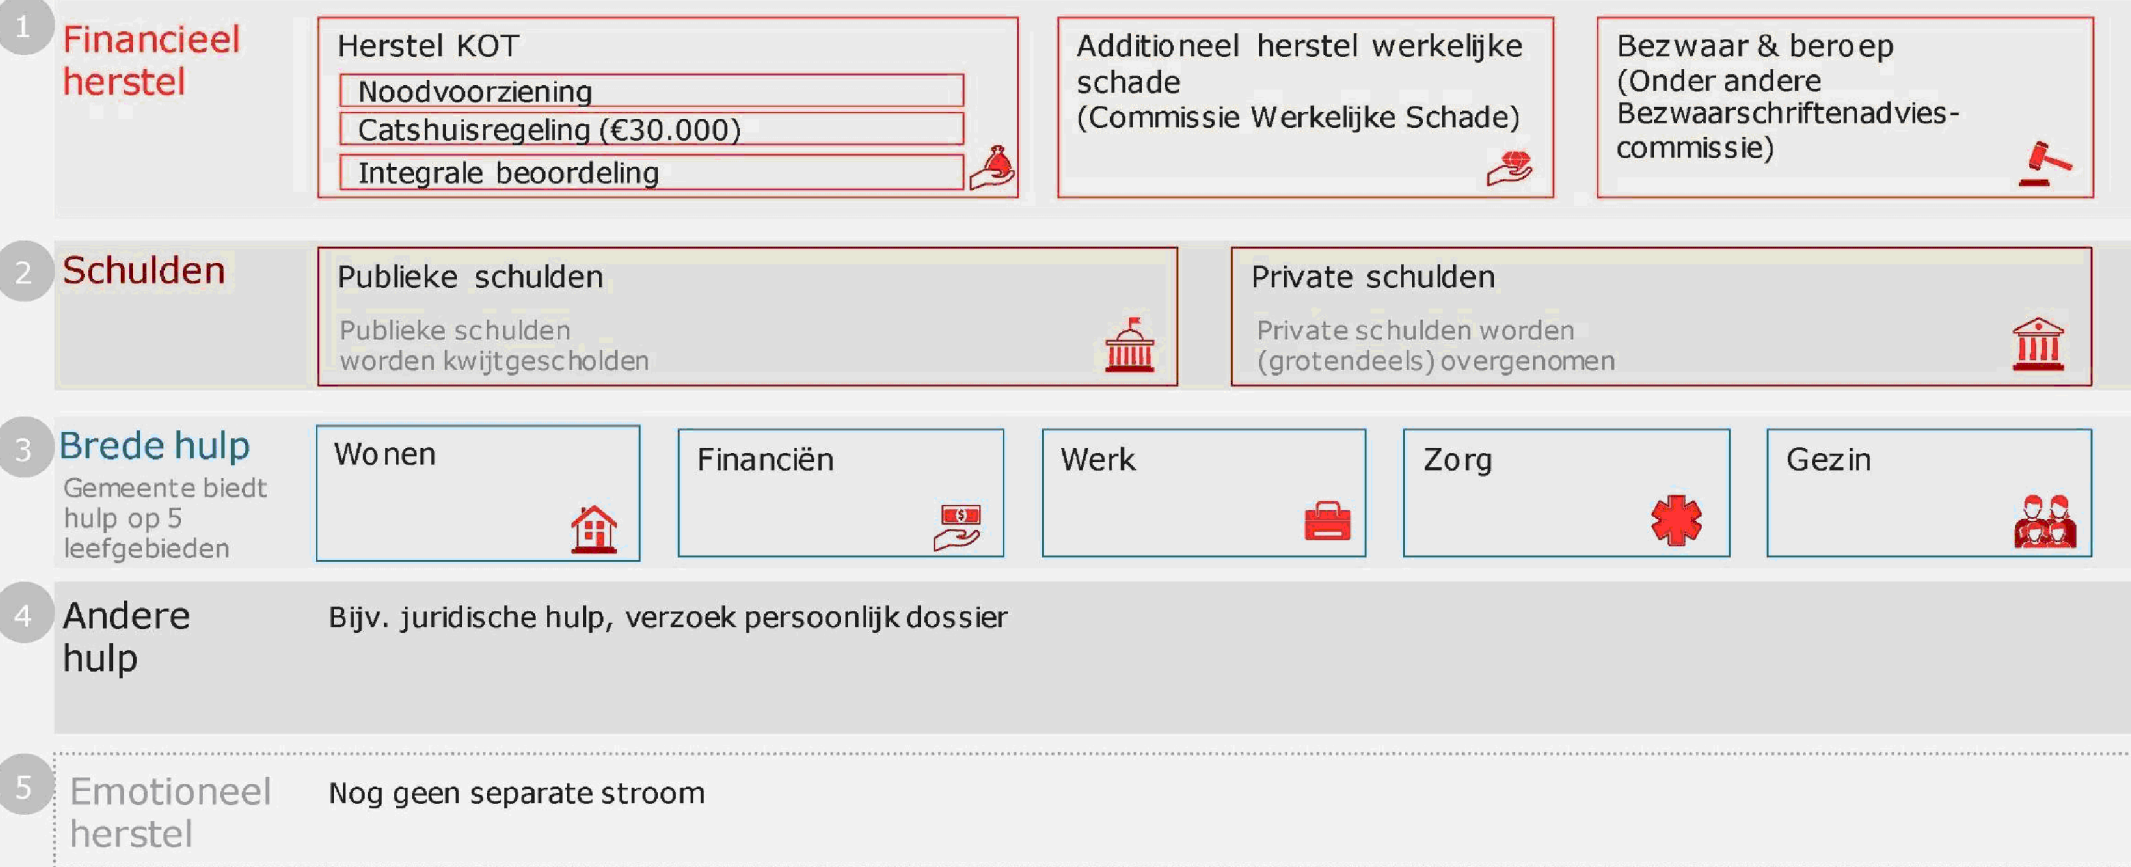 1
Financieel
herstel
Herstel KOT
Noodvoorziening
Catshuisregeling (€30.000)
Integrale beoordeling
Additioneel herstel werkelijke
schade
(Commissie Werkelijke Schade)
Bezwaar & beroep
(Onder andere
Bezwaarschriftenadvies-
commissie)
2
Schulden
Publieke schulden
Publieke schulden
worden kwijtgescholden
Private schulden
Private schulden worden
(grotendeels) overgenomen
3
Brede hulp
Gemeente biedt
hulp op 5
leefgebieden
Wonen
Financiën
$
Werk
Zorg
Gezin
4
Andere
hulp
Bijv. juridische hulp, verzoek persoonlijk dossier
5
Emotioneel
herstel
Nog geen separate stroom